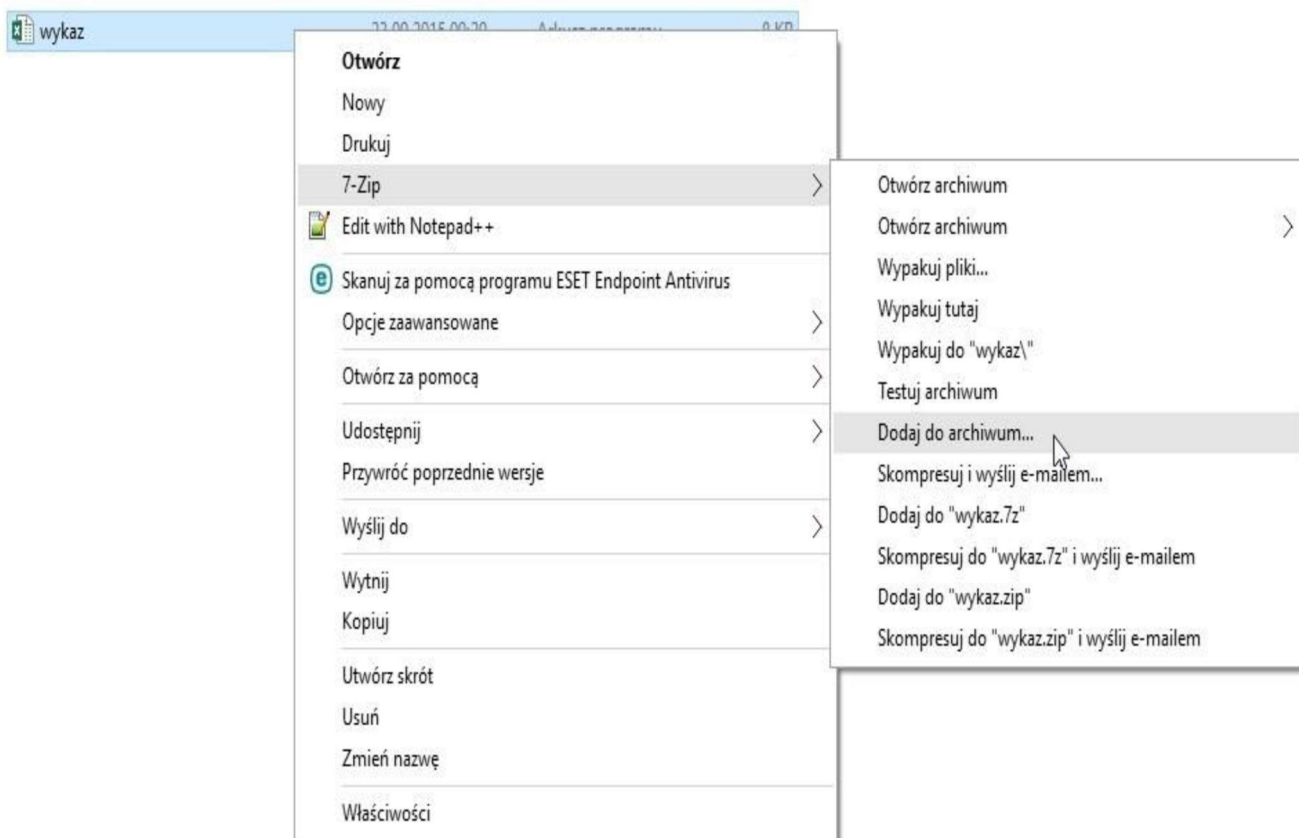 wykaz
Otwórz
Nowy
Drukuj
7-Zip
Edit with Notepad++
Skanuj za pomocą programu ESET Endpoint Antivirus
Opcje zaawansowane
Otwórz za pomocą
Udostępnij
Przywróć poprzednie wersje
Wyślij do
Wytnij
Kopiuj
Utwórz skrót
Usuń
Zmień nazwę
Właściwości
Otwórz archiwum
Otwórz archiwum
Wypakuj pliki...
Wypakuj tutaj
Wypakuj do "wykaz\"
Testuj archiwum
Dodaj do archiwum...
Skompresuj i wyślij e-mailem...
Dodaj do "wykaz.7z"
Skompresuj do "wykaz.7z" i wyślij e-mailem
Dodaj do "wykaz.zip"
Skompresuj do "wykaz.zip" i wyślij e-mailem